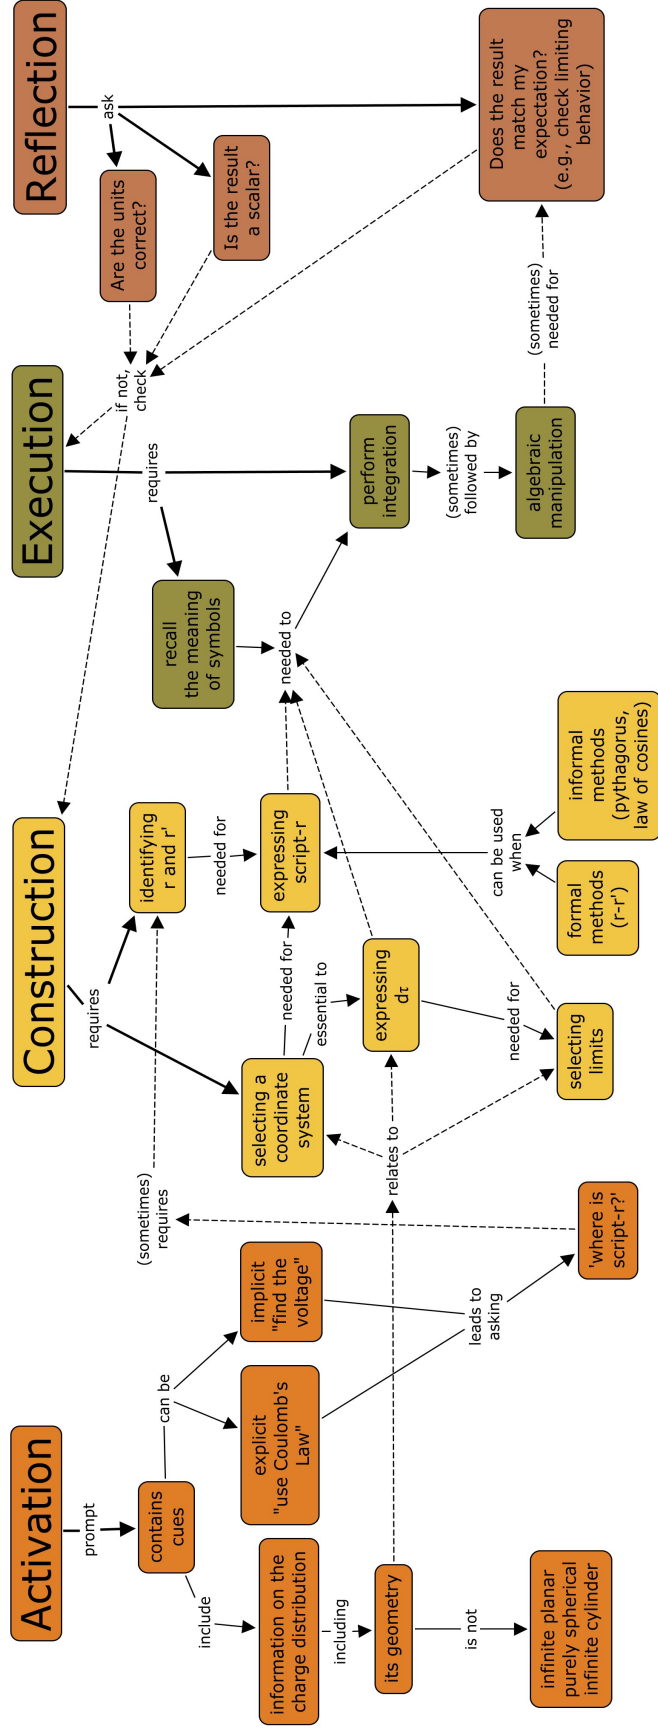 Activation
prompt
contains
cues
include
can be
information on the
charge distribution
including
its geometry
is not
infinite planar
purely spherical
infinite cylinder
explicit
"use Coulomb's
Law"
implicit
"find the
voltage"
leads to
asking
'where is
script-r?'
(sometimes)
requires
relates to
Construction
requires
selecting a
coordinate
system
identifying
r and r'
needed for
needed for
essential to
expressing
script-r
expressing
dτ
needed for
selecting
limits
can be used
when
formal
methods
(r-r')
informal
methods
(pythagorus,
law of cosines)
Execution
requires
recall
the meaning
of symbols
needed to
perform
integration
(sometimes)
followed by
algebraic
manipulation
(sometimes)
needed for
if not,
check
Reflection
ask
Are the units
correct?
Is the result
a scalar?
Does the result
match my
expectation?
(e.g., check limiting
behavior)